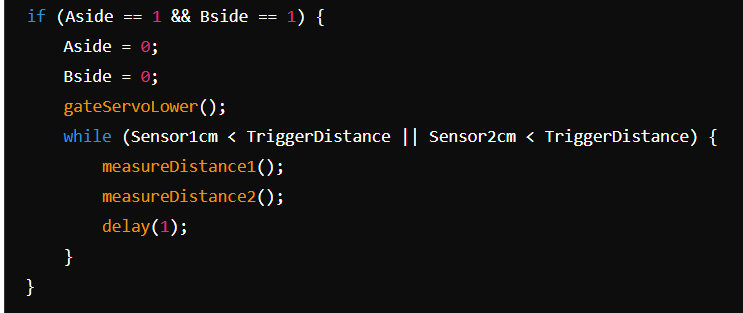 if (Aside == 1 && Bside == 1) {
    Aside = 0;
    Bside = 0;
    gateServoLower();
    while (Sensor1cm < TriggerDistance || Sensor2cm < TriggerDistance) {
        measureDistance1();
        measureDistance2();
        delay(1);
    }
}